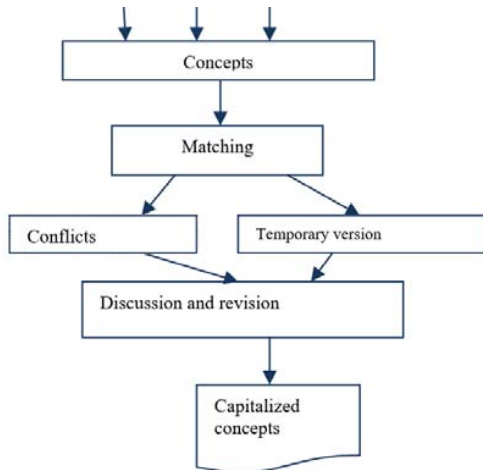 Concepts
Matching
Conflicts
Temporary version
Discussion and revision
Capitalized
concepts